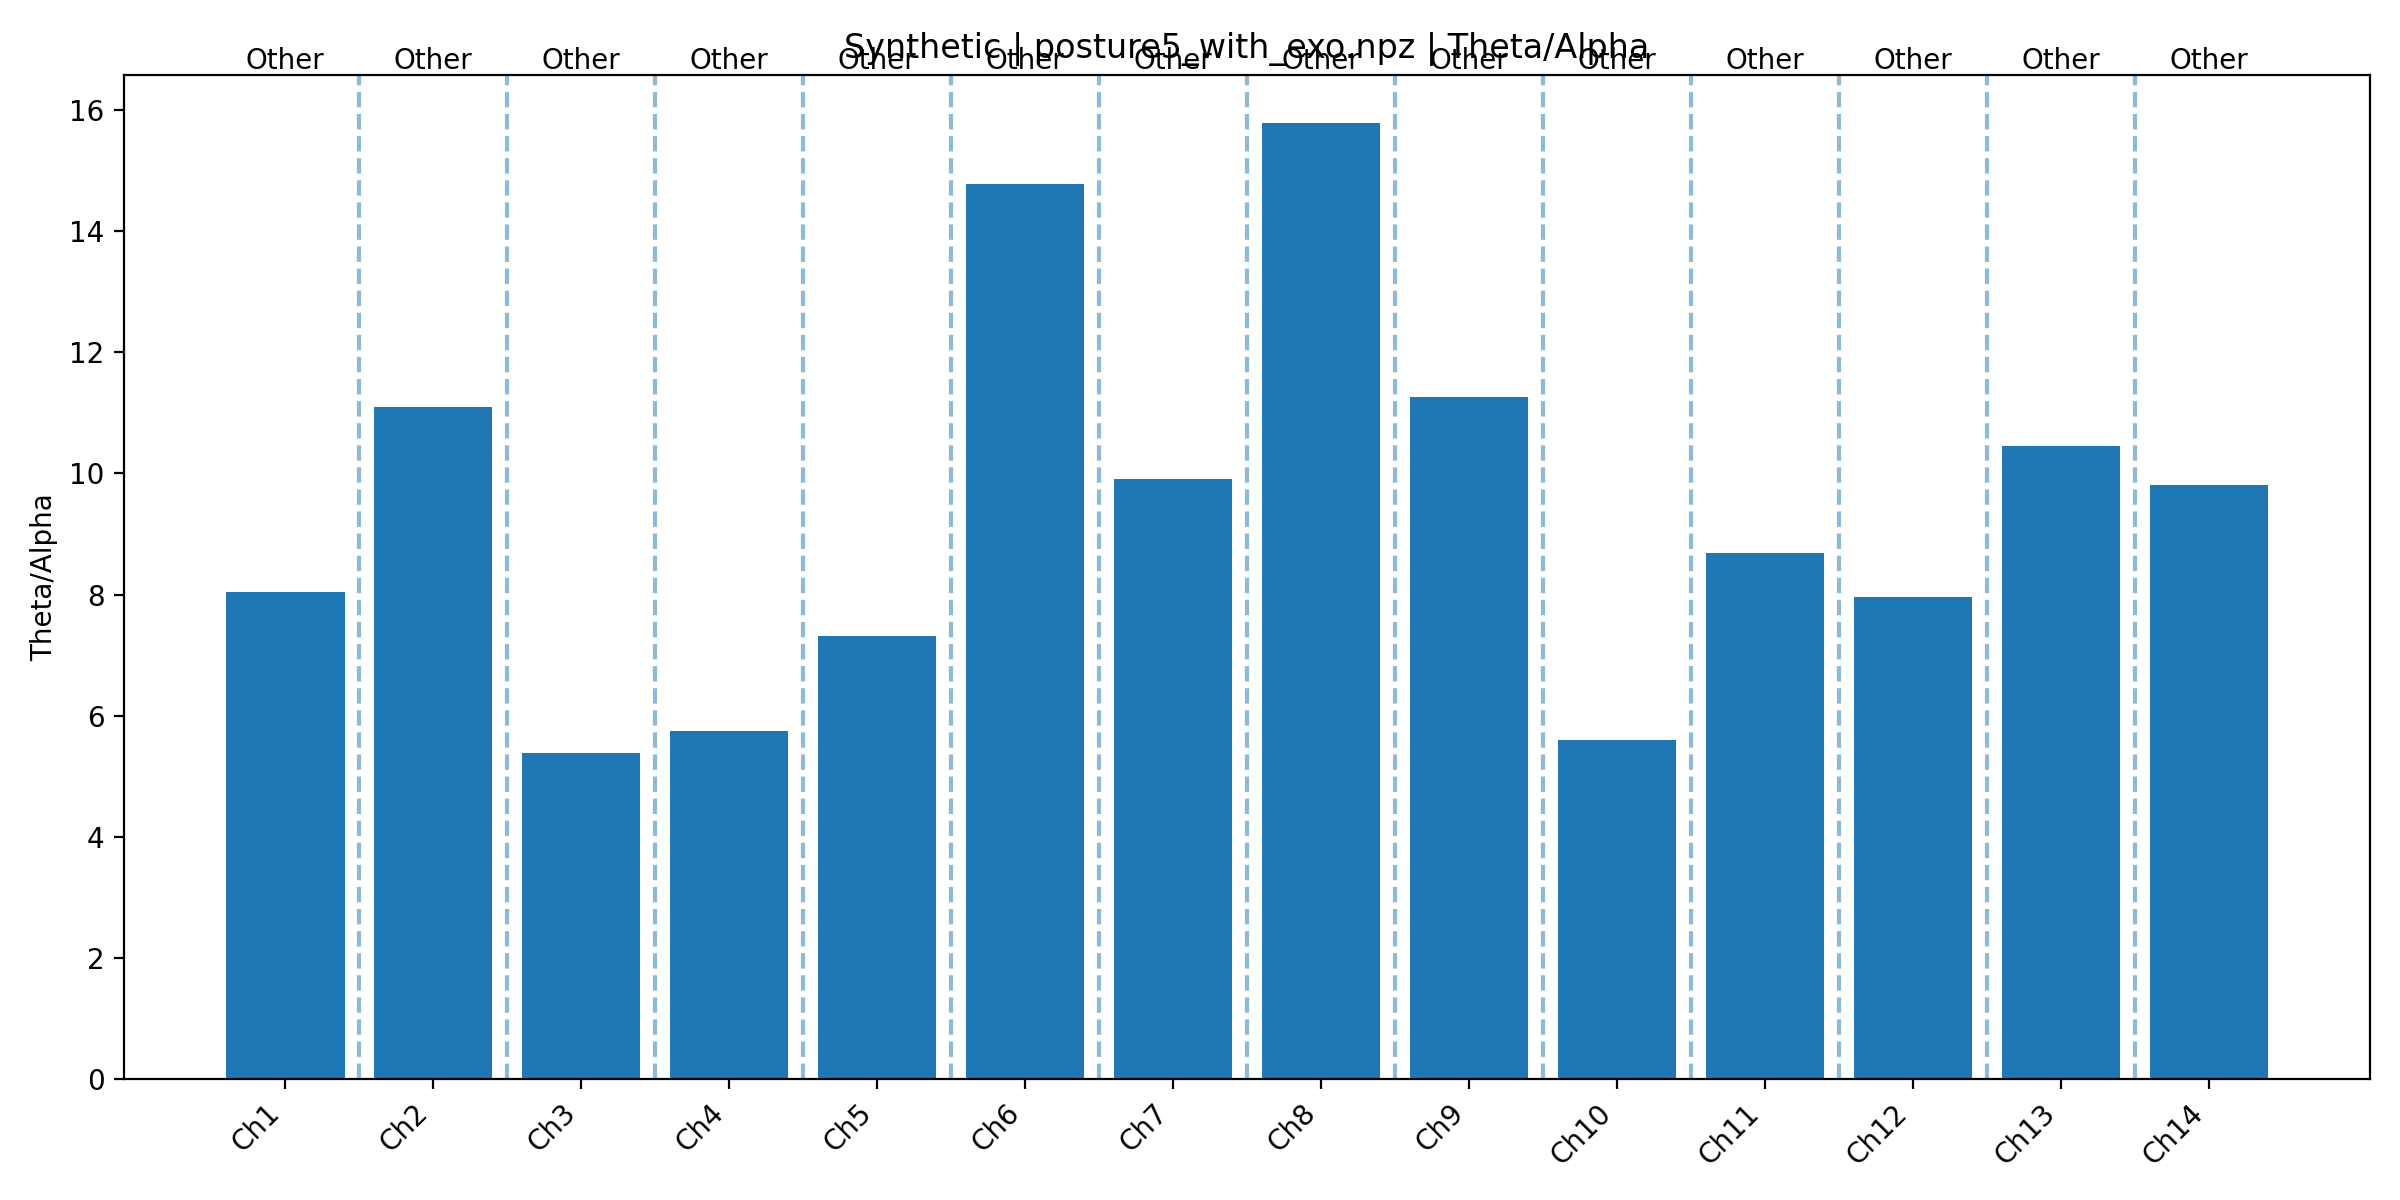 Synthetic | posture5_with_exo.npz | Theta/Alpha
Other Other Other Other Other Other Other Other Other Other Other Other Other Other
16
14
12
10
8
6
4
2
0
Theta/Alpha
Ch1 Ch2 Ch3 Ch4 Ch5 Ch6 Ch7 Ch8 Ch9 Ch10 Ch11 Ch12 Ch13 Ch14